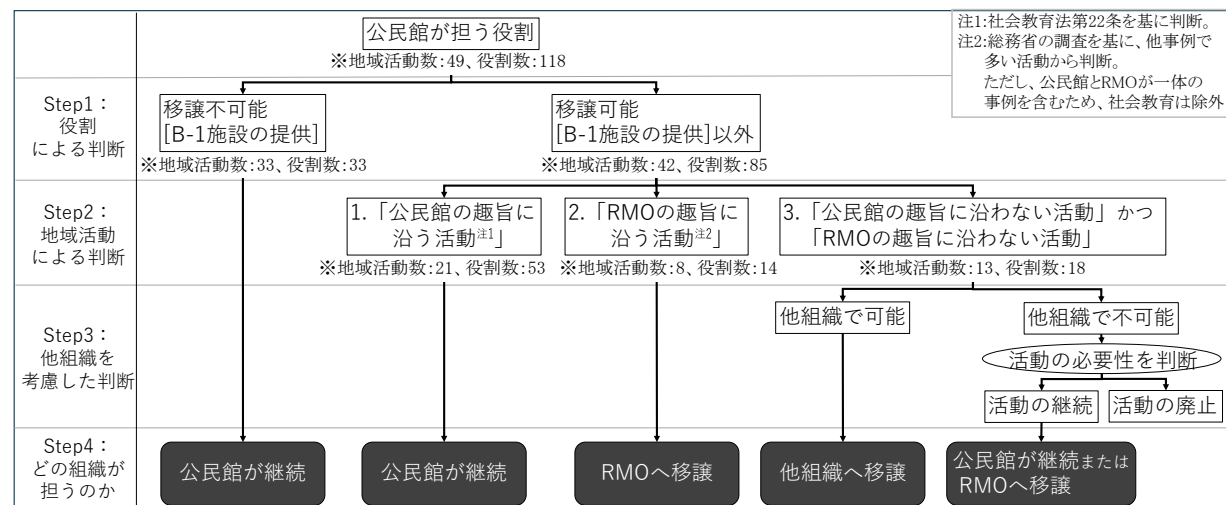 公民館が担う役割
※地域活動数:49、役割数:118
注1:社会教育法第22条を基に判断。
注2:総務省の調査を基に、他事例で
多い活動から判断。
ただし、公民館とRMOが一体の
事例を含むため、社会教育は除外
Step1：
役割
による判断
移譲不可能
[B-1施設の提供]
※地域活動数:33、役割数:33
移譲可能
[B-1施設の提供]以外
※地域活動数:42、役割数:85
Step2：
地域活動
による判断
1.「公民館の趣旨に
沿う活動注1」
※地域活動数:21、役割数:53
2.「RMOの趣旨に
沿う活動注2」
※地域活動数:8、役割数:14
3.「公民館の趣旨に沿わない活動」かつ
「RMOの趣旨に沿わない活動」
※地域活動数:13、役割数:18
Step3：
他組織を
考慮した判断
他組織で可能
他組織で不可能
活動の必要性を判断
活動の継続
活動の廃止
Step4：
どの組織が
担うのか
公民館が継続
公民館が継続
RMOへ移譲
他組織へ移譲
公民館が継続または
RMOへ移譲